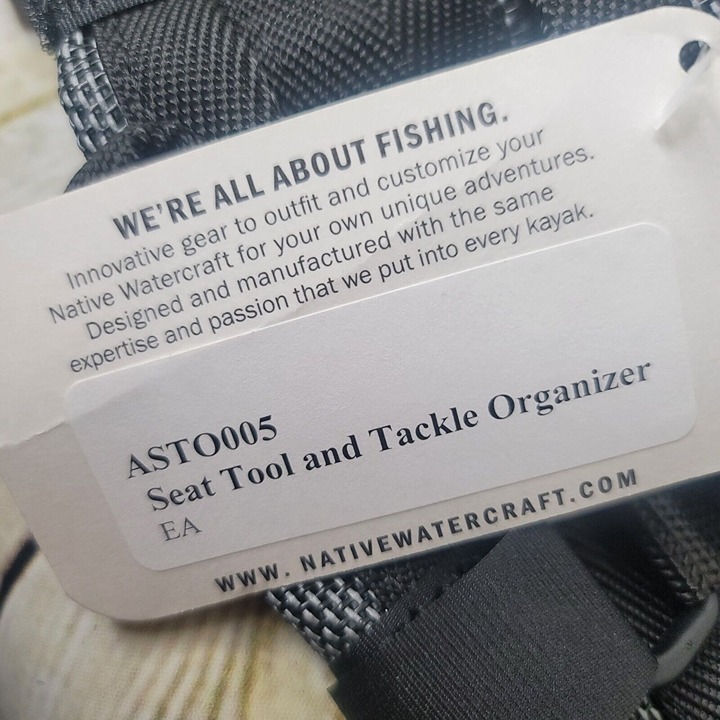 WE'RE ALL ABOUT FISHING.
Innovative gear to outfit and customize your
Native Watercraft for your own unique adventures.
Designed and manufactured with the same
expertise and passion that we put into every kayak.
ASTO005
Seat Tool and Tackle Organizer
EA
WWW. NATIVEWATERCRAFT.COM